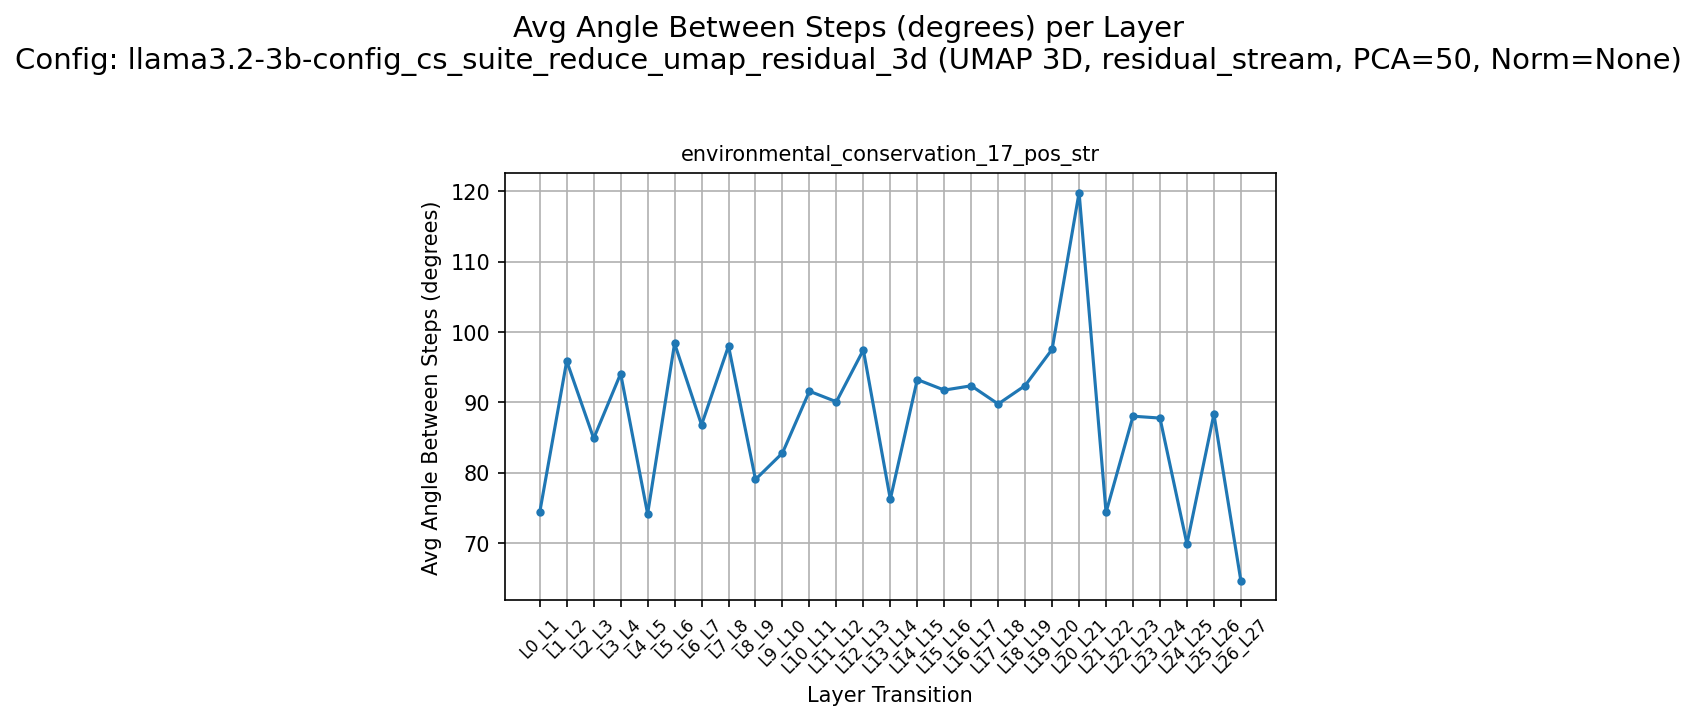 Avg Angle Between Steps (degrees) per Layer
Config: llama3.2-3b-config_cs_suite_reduce_umap_residual_3d (UMAP 3D, residual_stream, PCA=50, Norm=None)
environmental_conservation_17_pos_str
Avg Angle Between Steps (degrees)
120
110
100
90
80
70
L0_L1
L1_L2
L2_L3
L3_L4
L4_L5
L5_L6
L6_L7
L7_L8
L8_L9
L9_L10
L10_L11
L11_L12
L12_L13
L13_L14
L14_L15
L15_L16
L16_L17
L17_L18
L18_L19
L19_L20
L20_L21
L21_L22
L22_L23
L23_L24
L24_L25
L25_L26
L26_L27
Layer Transition